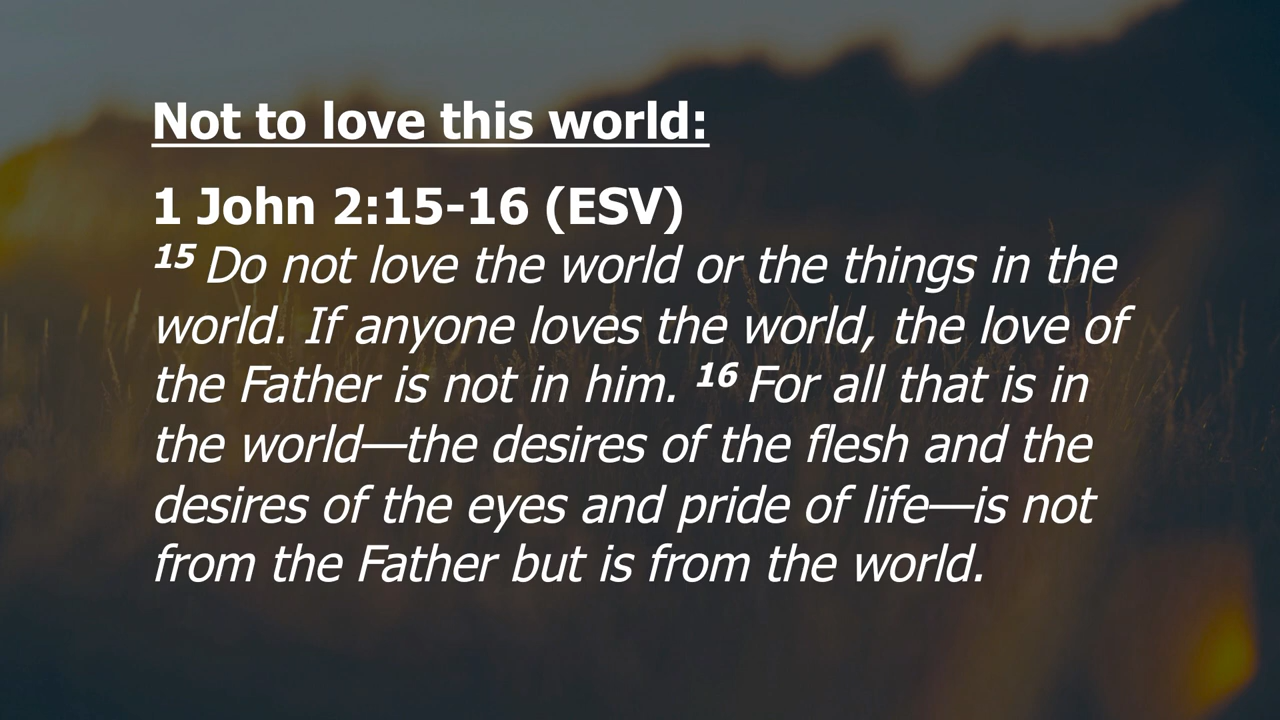 Not to love this world:
1 John 2:15-16 (ESV)
15 Do not love the world or the things in the
world. If anyone loves the world, the love of
the Father is not in him. 16 For all that is in
the world—the desires of the flesh and the
desires of the eyes and pride of life—is not
from the Father but is from the world.